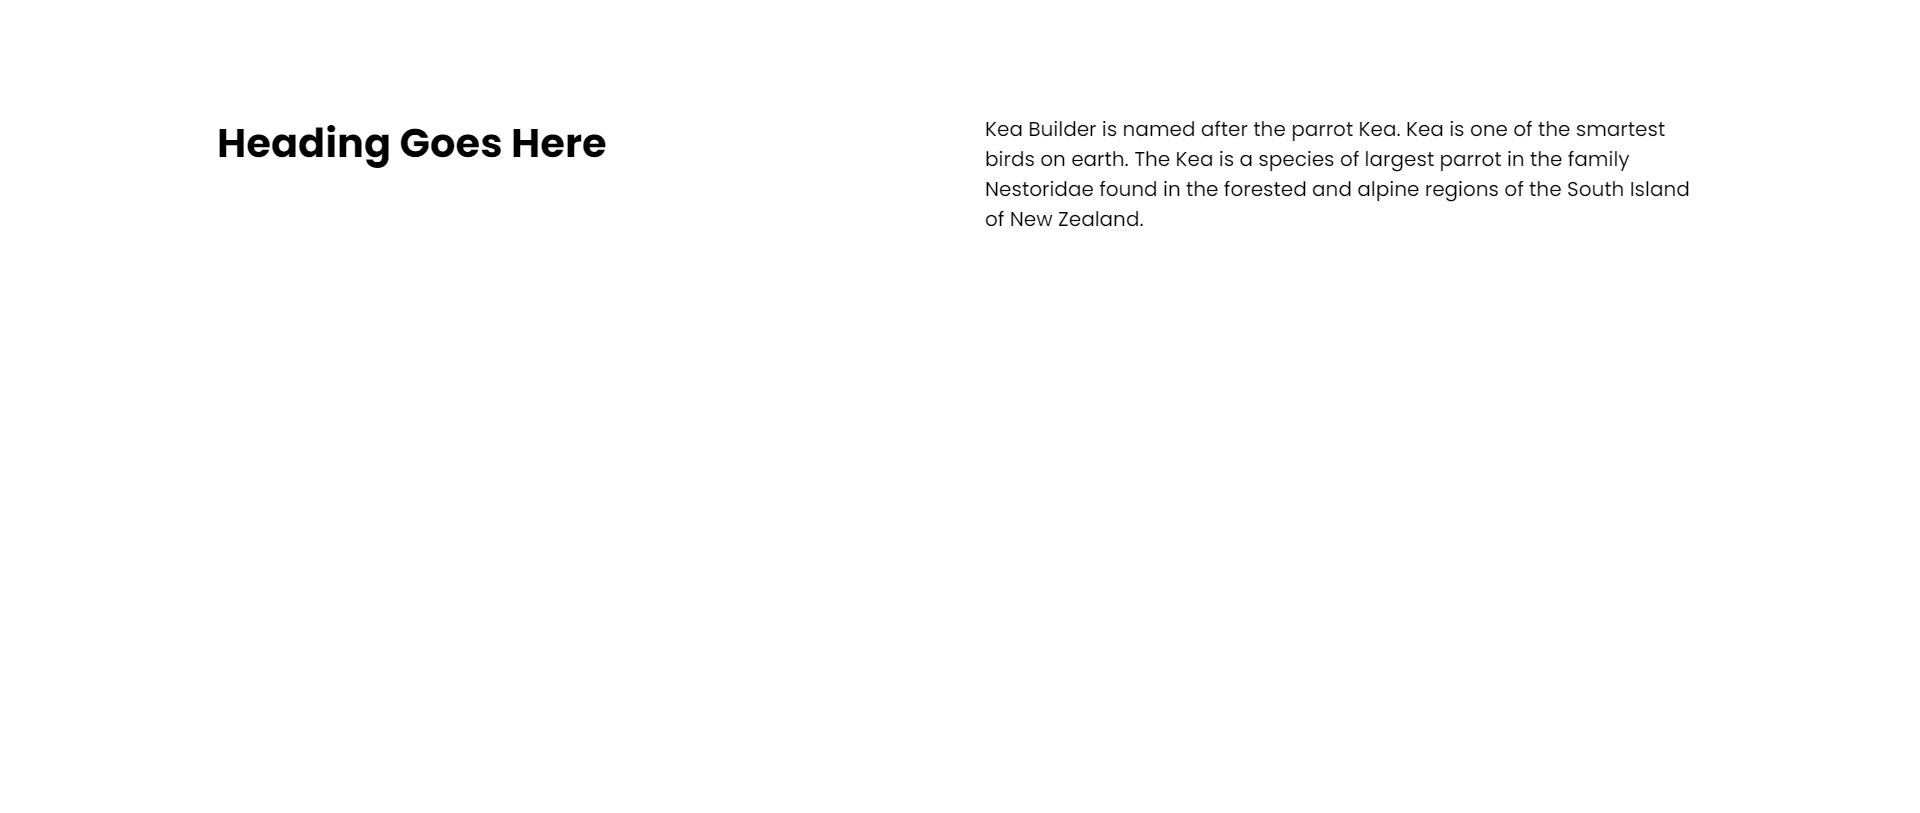 Heading Goes Here
Kea Builder is named after the parrot Kea. Kea is one of the smartest
birds on earth. The Kea is a species of largest parrot in the family
Nestoridae found in the forested and alpine regions of the South Island
of New Zealand.